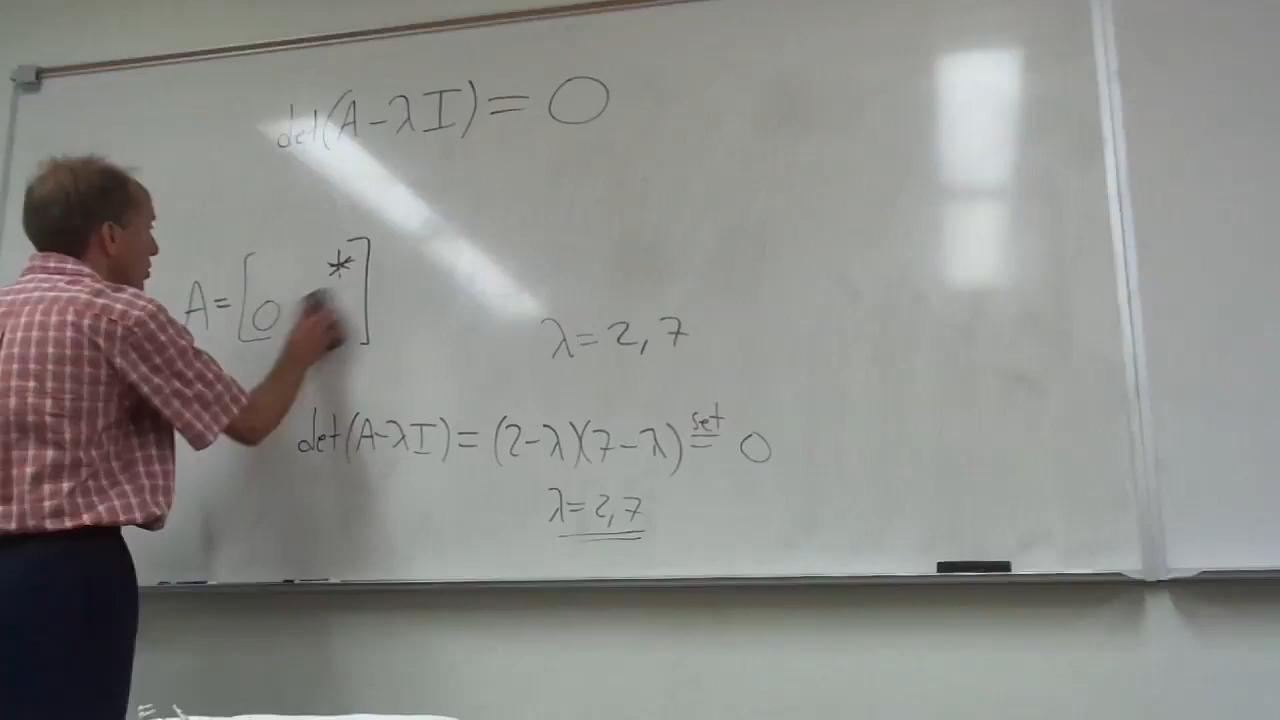 det(A-λI)=0
A=[0 *]
λ=2,7
det(A-λI)=(2-λ)(7-λ) set = 0
λ=2,7